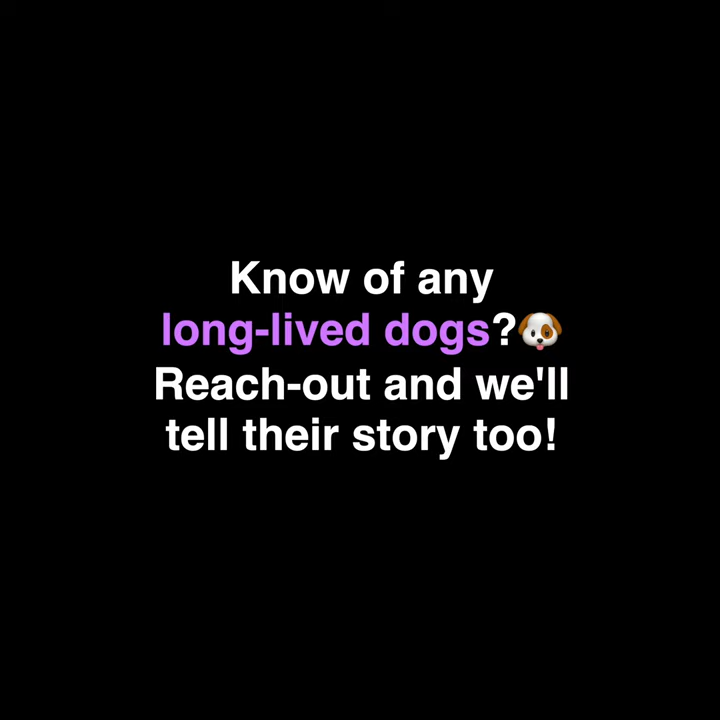 Know of any
long-lived dogs?🐶
Reach-out and we'll
tell their story too!